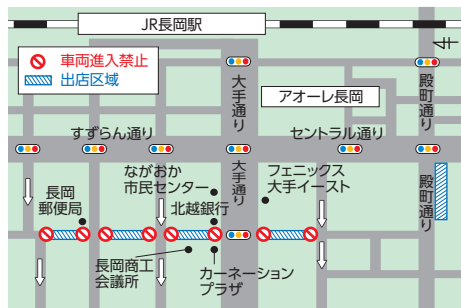 JR長岡駅
車両進入禁止
出店区域
大手通り
アオーレ長岡
殿町通り
すずらん通り
セントラル通り
ながおか
市民センター
大手通り
フェニックス
大手イースト
殿町通り
長岡
郵便局
北越銀行
長岡商工
会議所
カーネーション
プラザ